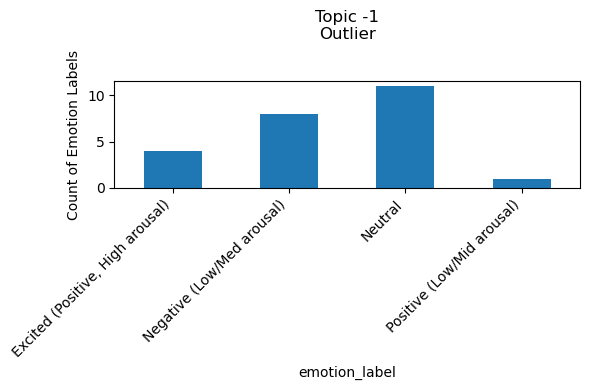 Topic -1
Outlier
Count of Emotion Labels
10
5
0
Excited (Positive, High arousal)
Negative (Low/Med arousal)
Neutral
Positive (Low/Mid arousal)
emotion_label